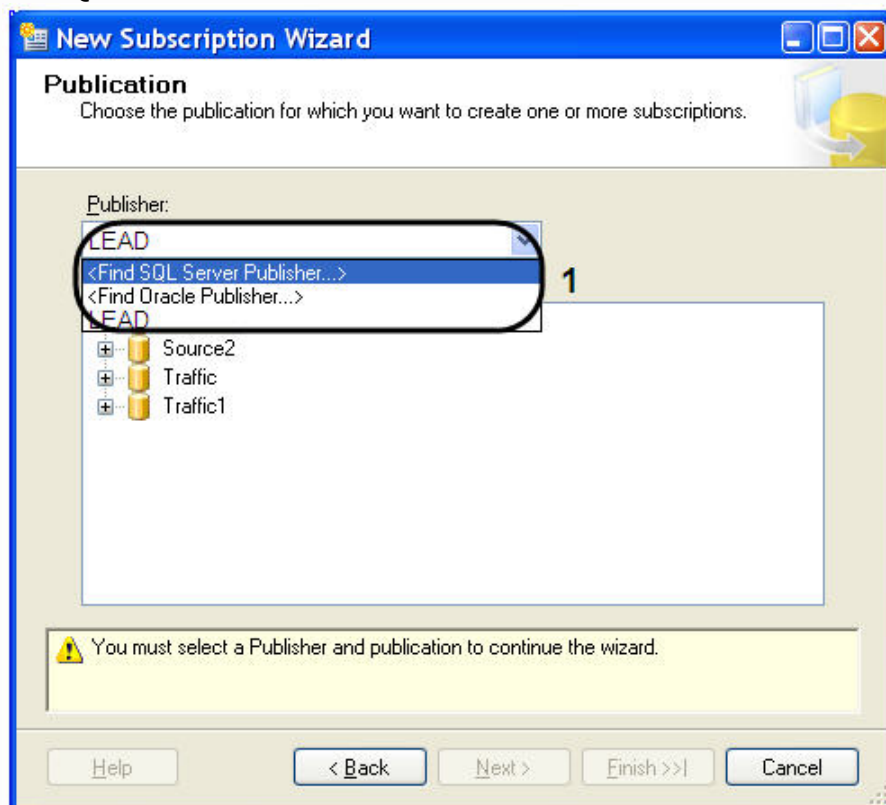 New Subscription Wizard
Publication
Choose the publication for which you want to create one or more subscriptions.
Publisher:
LEAD
<Find SQL Server Publisher...>
<Find Oracle Publisher...>
LEAD
1
Source2
Traffic
Traffic1
You must select a Publisher and publication to continue the wizard.
Help
< Back
Next >
Finish >>|
Cancel